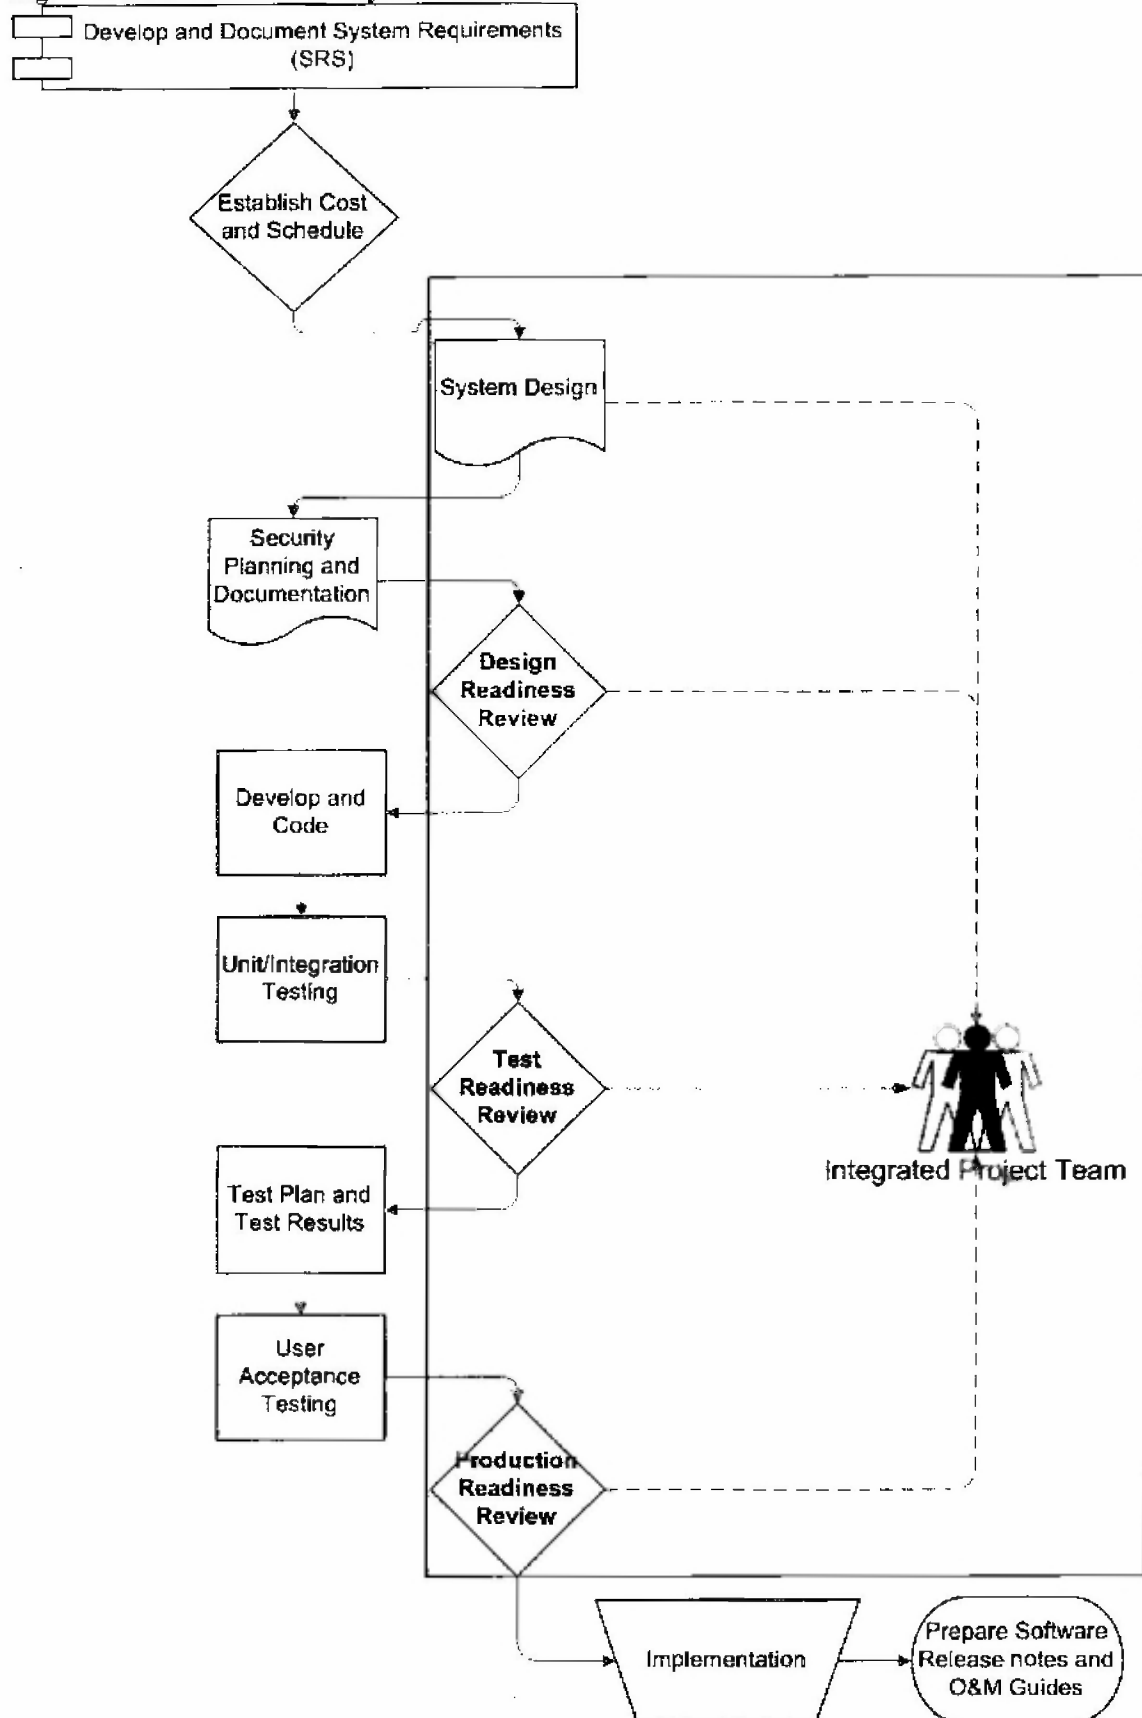 Develop and Document System Requirements
(SRS)
Establish Cost
and Schedule
System Design
Security
Planning and
Documentation
Design
Readiness
Review
Develop and
Code
Unit/Integration
Testing
Test
Readiness
Review
Integrated Project Team
Test Plan and
Test Results
User
Acceptance
Testing
Production
Readiness
Review
Implementation
Prepare Software
Release notes and
O&M Guides